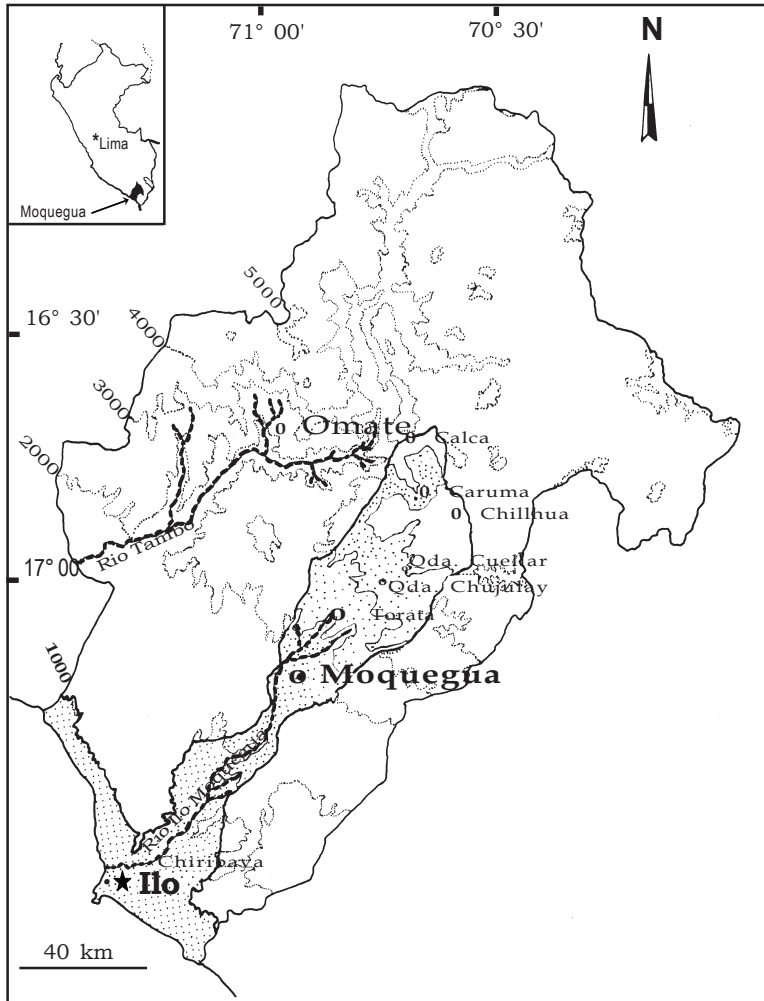 71° 00'
70° 30'
N
*Lima
Moquegua
16° 30'
5000
4000
3000
2000
Omate
Calca
Caruma
Chillhua
Rio Tambo
17° 00'
Qda. Cuellar
Qda. Chujulay
Torata
1000
Moquegua
Rio Ilo Moquegua
Chiribaya
Ilo
40 km